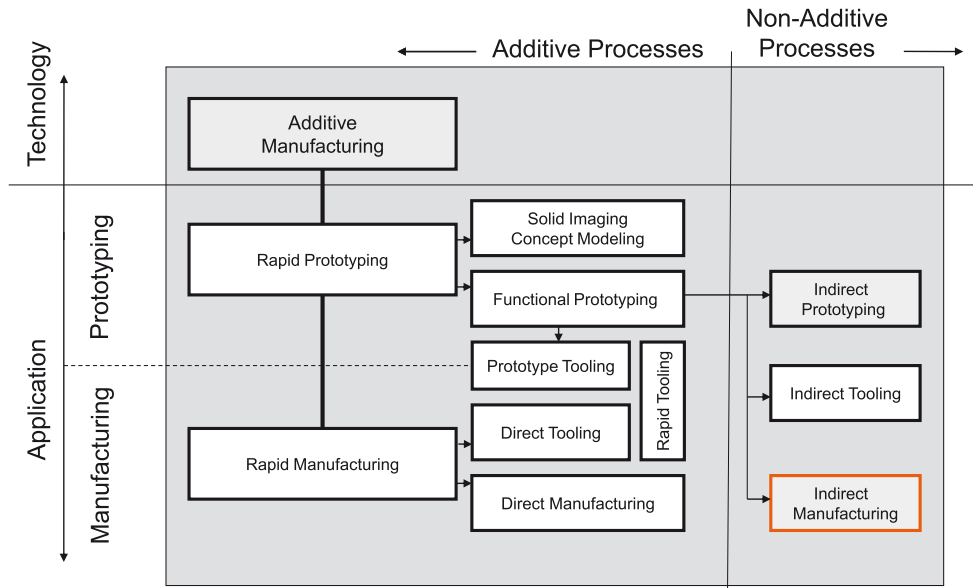 Non-Additive
Processes
Additive Processes
Technology
Additive
Manufacturing
Application
Prototyping
Manufacturing
Rapid Prototyping
Solid Imaging
Concept Modeling
Functional Prototyping
Indirect
Prototyping
Prototype Tooling
Rapid Tooling
Indirect Tooling
Direct Tooling
Rapid Manufacturing
Direct Manufacturing
Indirect
Manufacturing